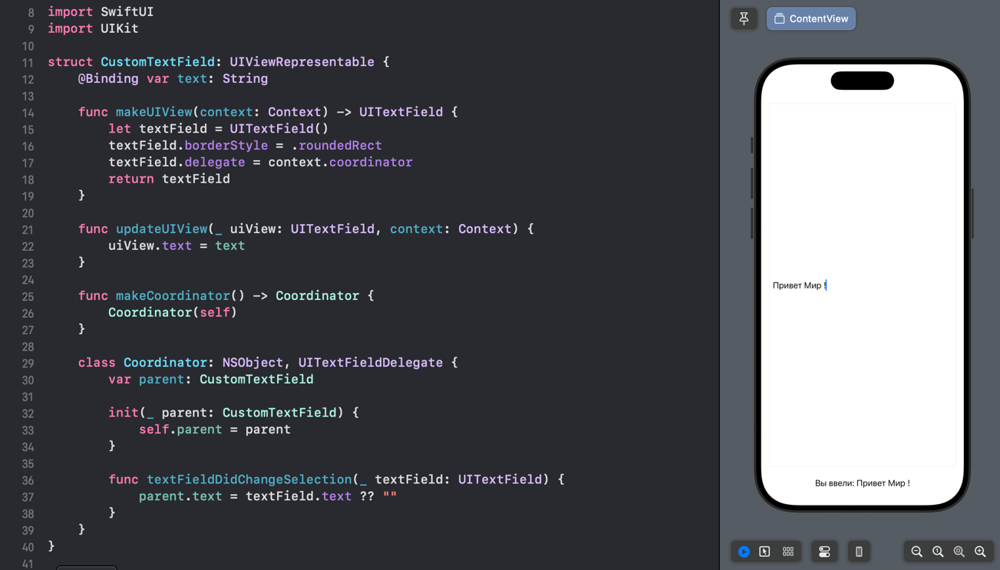 8 import SwiftUI
9 import UIKit
10
11 struct CustomTextField: UIViewRepresentable {
12     @Binding var text: String
13
14     func makeUIView(context: Context) -> UITextField {
15         let textField = UITextField()
16         textField.borderStyle = .roundedRect
17         textField.delegate = context.coordinator
18         return textField
19     }
20
21     func updateUIView(_ uiView: UITextField, context: Context) {
22         uiView.text = text
23     }
24
25     func makeCoordinator() -> Coordinator {
26         Coordinator(self)
27     }
28
29     class Coordinator: NSObject, UITextFieldDelegate {
30         var parent: CustomTextField
31
32         init(_ parent: CustomTextField) {
33             self.parent = parent
34         }
35
36         func textFieldDidChangeSelection(_ textField: UITextField) {
37             parent.text = textField.text ?? ""
38         }
39     }
40 }
41
ContentView
Привет Мир !
Вы ввели: Привет Мир !